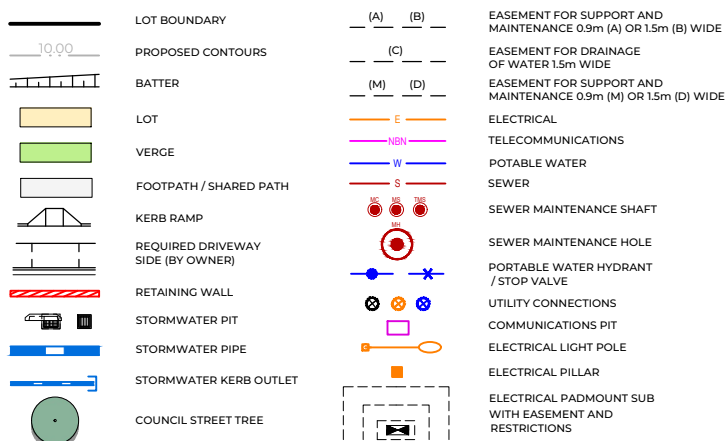 LOT BOUNDARY
10.00
PROPOSED CONTOURS
BATTER
LOT
VERGE
FOOTPATH / SHARED PATH
KERB RAMP
REQUIRED DRIVEWAY
SIDE (BY OWNER)
RETAINING WALL
STORMWATER PIT
STORMWATER PIPE
STORMWATER KERB OUTLET
COUNCIL STREET TREE
(A) (B)
EASEMENT FOR SUPPORT AND
MAINTENANCE 0.9m (A) OR 1.5m (B) WIDE
(C)
EASEMENT FOR DRAINAGE
OF WATER 1.5m WIDE
(M) (D)
EASEMENT FOR SUPPORT AND
MAINTENANCE 0.9m (M) OR 1.5m (D) WIDE
E
ELECTRICAL
NBN
TELECOMMUNICATIONS
W
POTABLE WATER
S
SEWER
MC MS TMS
SEWER MAINTENANCE SHAFT
MH
SEWER MAINTENANCE HOLE
PORTABLE WATER HYDRANT
/ STOP VALVE
UTILITY CONNECTIONS
COMMUNICATIONS PIT
ELECTRICAL LIGHT POLE
ELECTRICAL PILLAR
ELECTRICAL PADMOUNT SUB
WITH EASEMENT AND
RESTRICTIONS